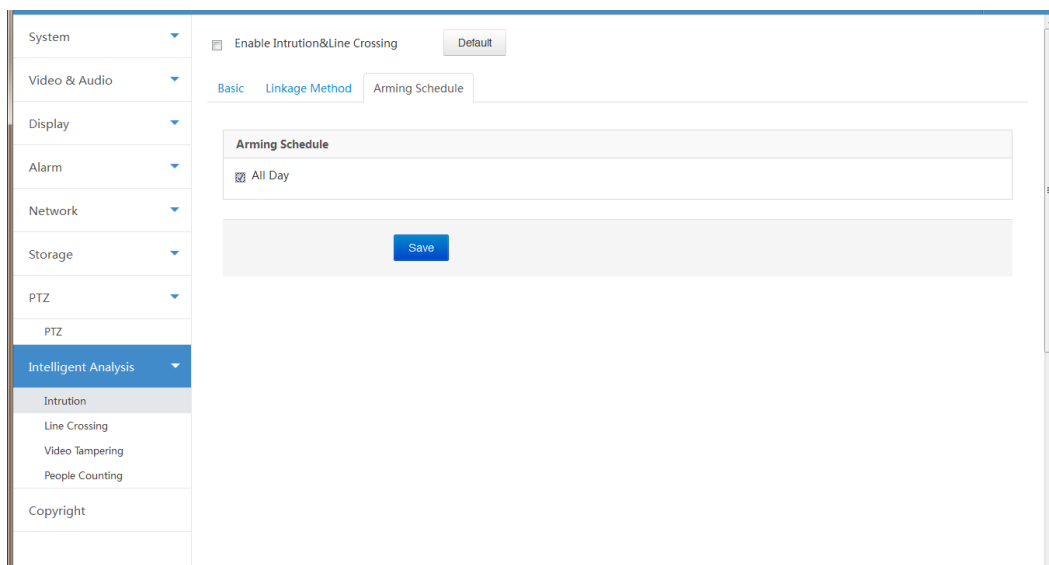 System
Video & Audio
Display
Alarm
Network
Storage
PTZ
PTZ
Intelligent Analysis
Intrution
Line Crossing
Video Tampering
People Counting
Copyright
Enable Intrution&Line Crossing
Default
Basic
Linkage Method
Arming Schedule
Arming Schedule
All Day
Save